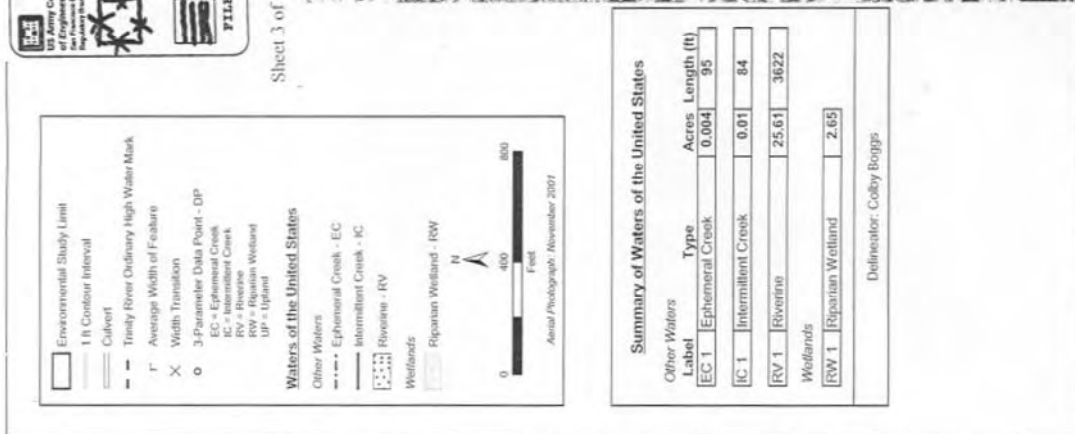 US Army C
of Engineer
San Francisco
Regulatory Bran
FILE
Sheet 3 of
Environmental Study Limit
1 ft Contour Interval
Culvert
Trinity River Ordinary High Water Mark
Average Width of Feature
Width Transition
3-Parameter Data Point - DP
EC = Ephemeral Creek
IC = Intermittent Creek
RV = Riverine
RW = Riparian Wetland
UP = Upland
Waters of the United States
Other Waters
Ephemeral Creek - EC
Intermittent Creek - IC
Riverine - RV
Wetlands
Riparian Wetland - RW
N
0 400 800
Feet
Aerial Photograph: November 2001
Summary of Waters of the United States
Other Waters
Label Type Acres Length (ft)
EC 1 Ephemeral Creek 0.004 95
IC 1 Intermittent Creek 0.01 84
RV 1 Riverine 25.61 3622
Wetlands
RW 1 Riparian Wetland 2.65
Delineator: Colby Boggs